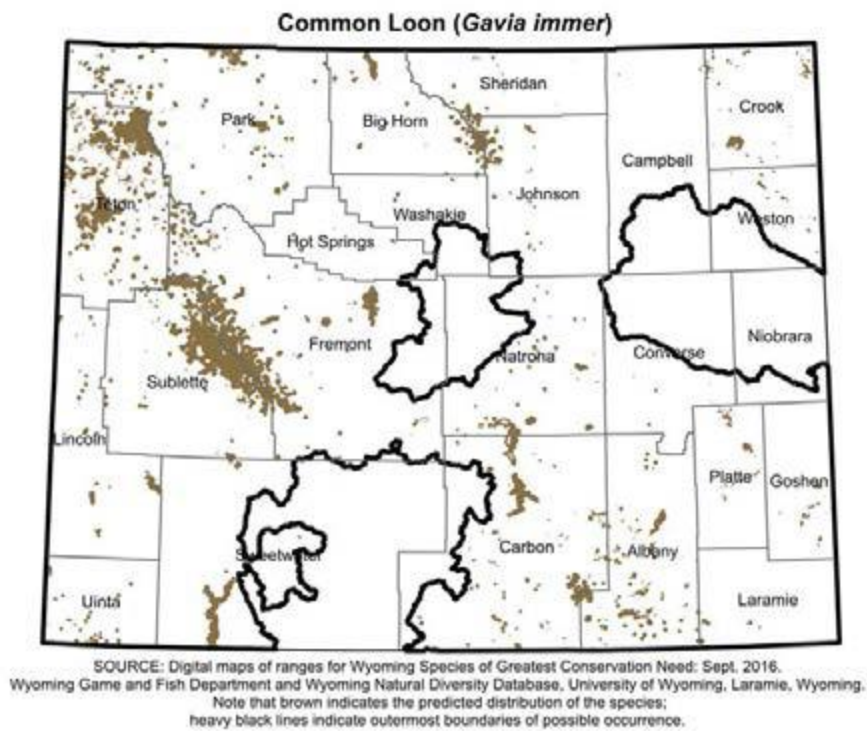 Common Loon (Gavia immer)
Sheridan
Crook
Park
Big Horn
Campbell
Johnson
Teton
Washakie
Weston
Hot Springs
Niobrara
Fremont
Natrona
Converse
Sublette
Lincoln
Platte
Goshen
Carbon
Albany
Sweetwater
Uinta
Laramie
SOURCE: Digital maps of ranges for Wyoming Species of Greatest Conservation Need: Sept. 2016.
Wyoming Game and Fish Department and Wyoming Natural Diversity Database, University of Wyoming, Laramie, Wyoming.
Note that brown indicates the predicted distribution of the species;
heavy black lines indicate outermost boundaries of possible occurrence.